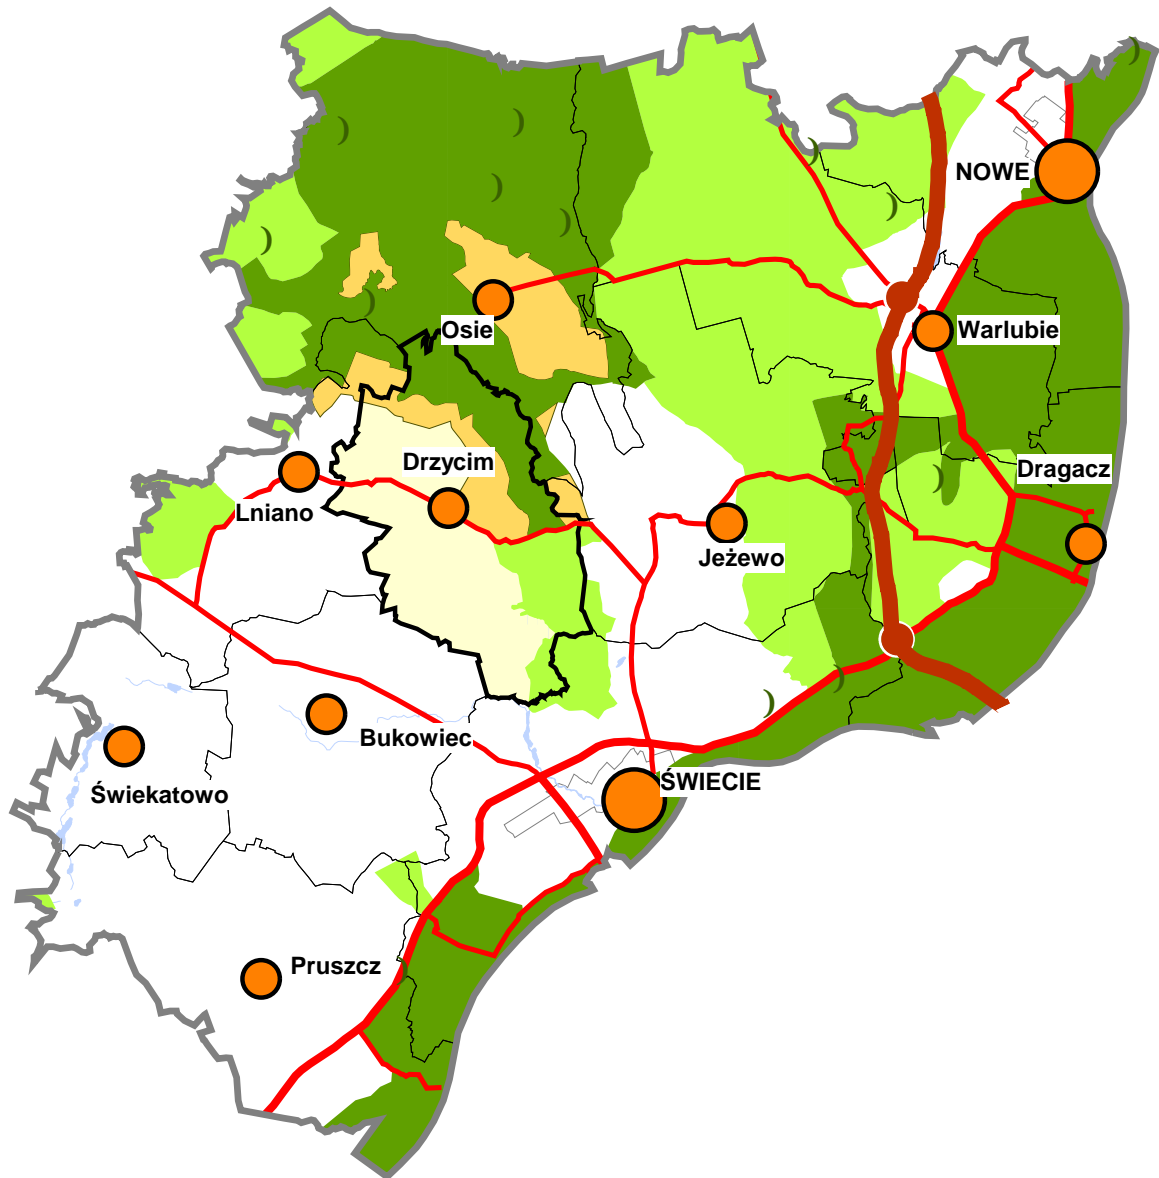 NOWE
Osie
Warlubie
Drzycim
Dragacz
Lniano
Jeżewo
Bukowiec
ŚWIECIE
Świekatowo
Pruszcz